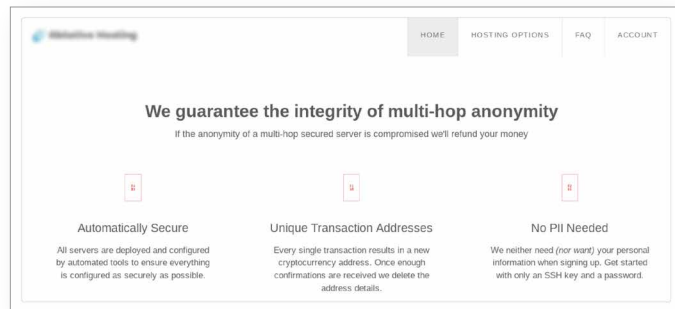 HOME
HOSTING OPTIONS
FAQ
ACCOUNT
We guarantee the integrity of multi-hop anonymity
If the anonymity of a multi-hop secured server is compromised we'll refund your money
Automatically Secure
All servers are deployed and configured
by automated tools to ensure everything
is configured as securely as possible.
Unique Transaction Addresses
Every single transaction results in a new
cryptocurrency address. Once enough
confirmations are received we delete the
address details.
No PII Needed
We neither need (nor want) your personal
information when signing up. Get started
with only an SSH key and a password.